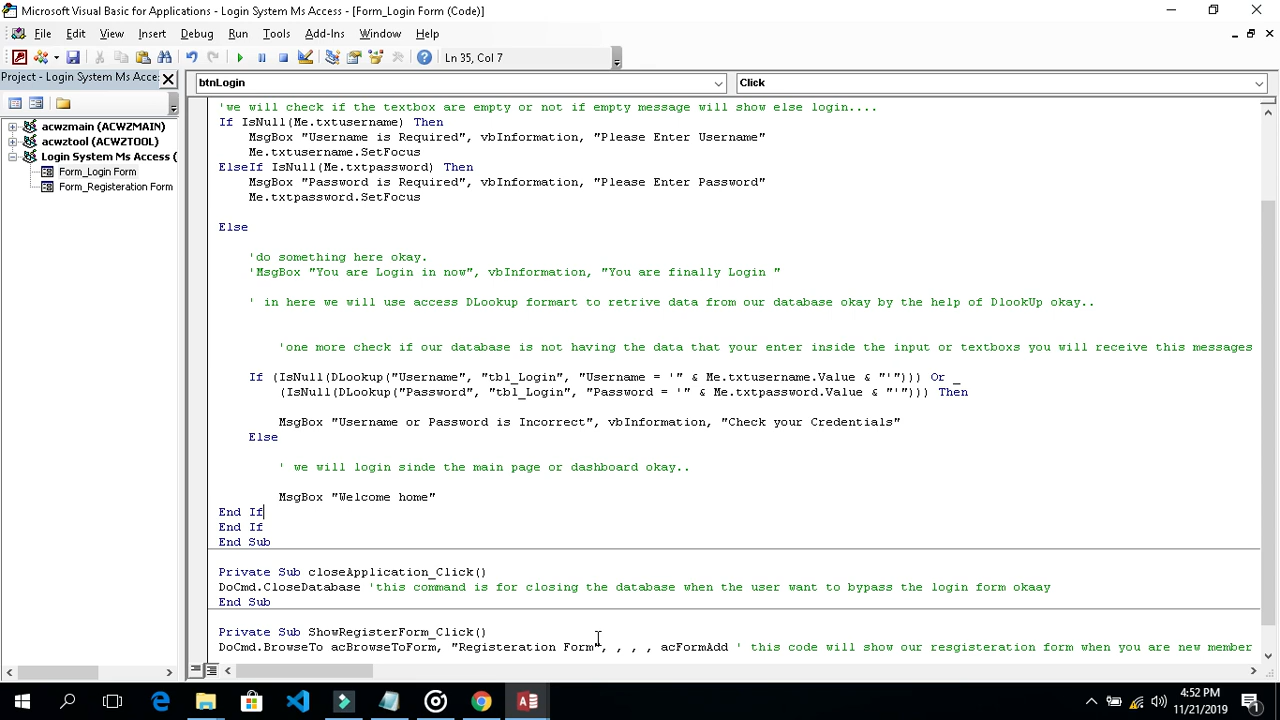 Microsoft Visual Basic for Applications - Login System Ms Access - [Form_Login Form (Code)]
File Edit View Insert Format Debug Run Tools Add-Ins Window Help
Ln 35, Col 7
Project - Login System Ms Acce:
btnLogin
Click
acwzmain (ACWZMAIN)
acwztool (ACWZTOOL)
Login System Ms Access (
Form_Login Form
Form_Registeration Form
'we will check if the textbox are empty or not if empty message will show else login....
If IsNull(Me.txtusername) Then
MsgBox "Username is Required", vbInformation, "Please Enter Username"
Me.txtusername.SetFocus
ElseIf IsNull(Me.txtpassword) Then
MsgBox "Password is Required", vbInformation, "Please Enter Password"
Me.txtpassword.SetFocus
Else
'do something here okay.
'MsgBox "You are Login in now", vbInformation, "You are finally Login "
' in here we will use access DLookup formart to retrive data from our database okay by the help of DlookUp okay..
'one more check if our database is not having the data that your enter inside the input or textboxs you will receive this messages
If (IsNull(DLookup("Username", "tbl_Login", "Username = '" & Me.txtusername.Value & "'"))) Or _
(IsNull(DLookup("Password", "tbl_Login", "Password = '" & Me.txtpassword.Value & "'"))) Then
MsgBox "Username or Password is Incorrect", vbInformation, "Check your Credentials"
Else
' we will login sinde the main page or dashboard okay..
MsgBox "Welcome home"
End If
End If
End Sub
Private Sub closeApplication_Click()
DoCmd.CloseDatabase 'this command is for closing the database when the user want to bypass the login form okaay
End Sub
Private Sub ShowRegisterForm_Click()
DoCmd.BrowseTo acBrowseToForm, "Registeration Form", , , , acFormAdd ' this code will show our resgisteration form when you are new member
4:52 PM
11/21/2019